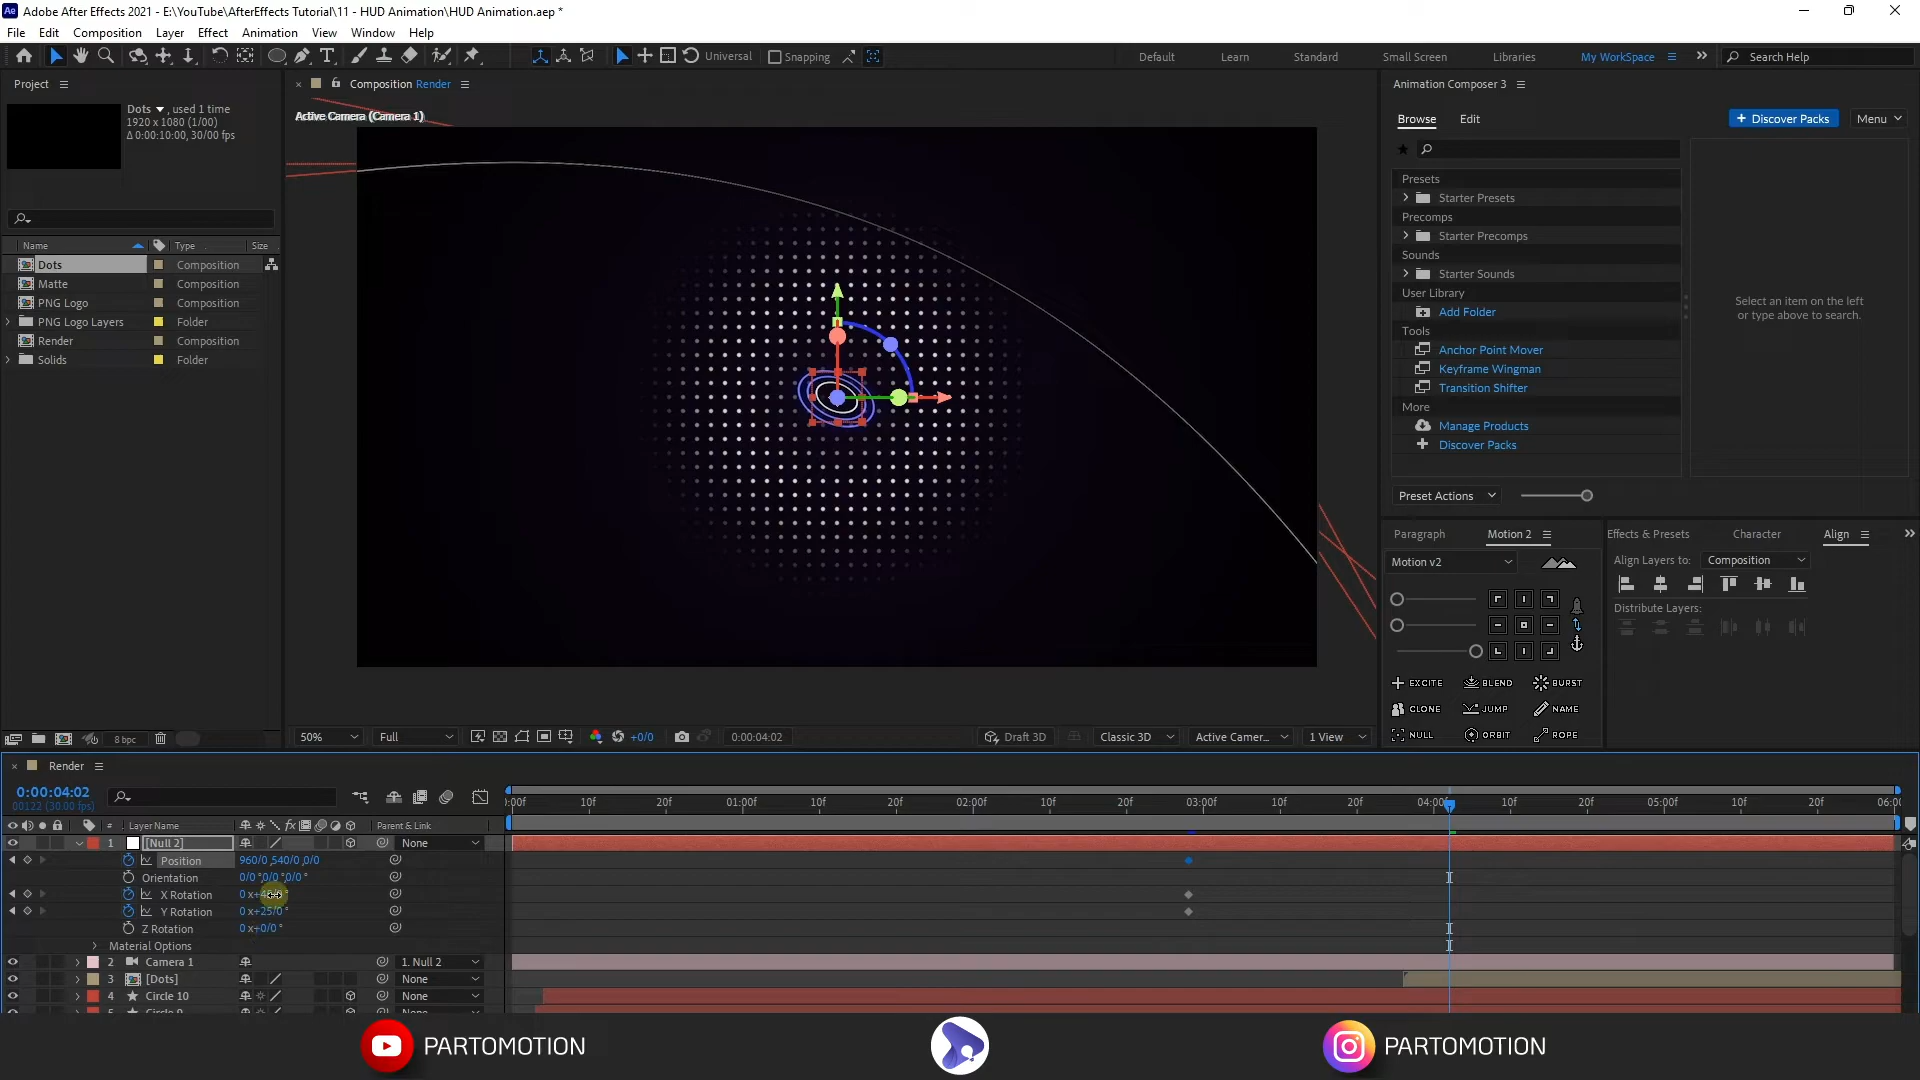 Adobe After Effects 2021 - E:\YouTube\AfterEffects Tutorial\11 - HUD Animation\HUD Animation.aep *
File Edit Composition Layer Effect Animation View Window Help
Universal Snapping Default Learn Standard Small Screen Libraries My WorkSpace Search Help
Project
Dots , used 1 time
1920 x 1080 (1/00)
Δ 0:00:10:00, 30/00 fps
Name Type Size
Dots Composition
Matte Composition
PNG Logo Composition
PNG Logo Layers Folder
Render Composition
Solids Folder
8 bpc
Composition Render
Active Camera (Camera 1)
50% Full +0/0 0:00:04:02 Draft 3D Classic 3D Active Camer... 1 View
Animation Composer 3
Browse Edit + Discover Packs Menu
Presets
Starter Presets
Precomps
Starter Precomps
Sounds
Starter Sounds
User Library
Add Folder
Tools
Anchor Point Mover
Keyframe Wingman
Transition Shifter
More
Manage Products
Discover Packs
Select an item on the left
or type above to search.
Preset Actions
Paragraph Motion 2
Motion v2
EXCITE BLEND BURST
CLONE JUMP NAME
NULL ORBIT ROPE
Effects & Presets Character Align
Align Layers to: Composition
Distribute Layers:
Render
0:00:04:02
00122 (30.00 fps)
:00f 10f 20f 01:00f 10f 20f 02:00f 10f 20f 03:00f 10f 20f 04:00f 10f 20f 05:00f 10f 20f 06:00
# Layer Name Parent & Link
1 [Null 2] None
Position 960/0 ,540/0 ,0/0
Orientation 0/0 °,0/0 °,0/0 °
X Rotation 0 x
Y Rotation 0 x+25/0 °
Z Rotation 0 x+0/0 °
Material Options
2 Camera 1 1. Null 2
3 [Dots] None
4 Circle 10 None
5 Circle 9 None
PARTOMOTION
PARTOMOTION